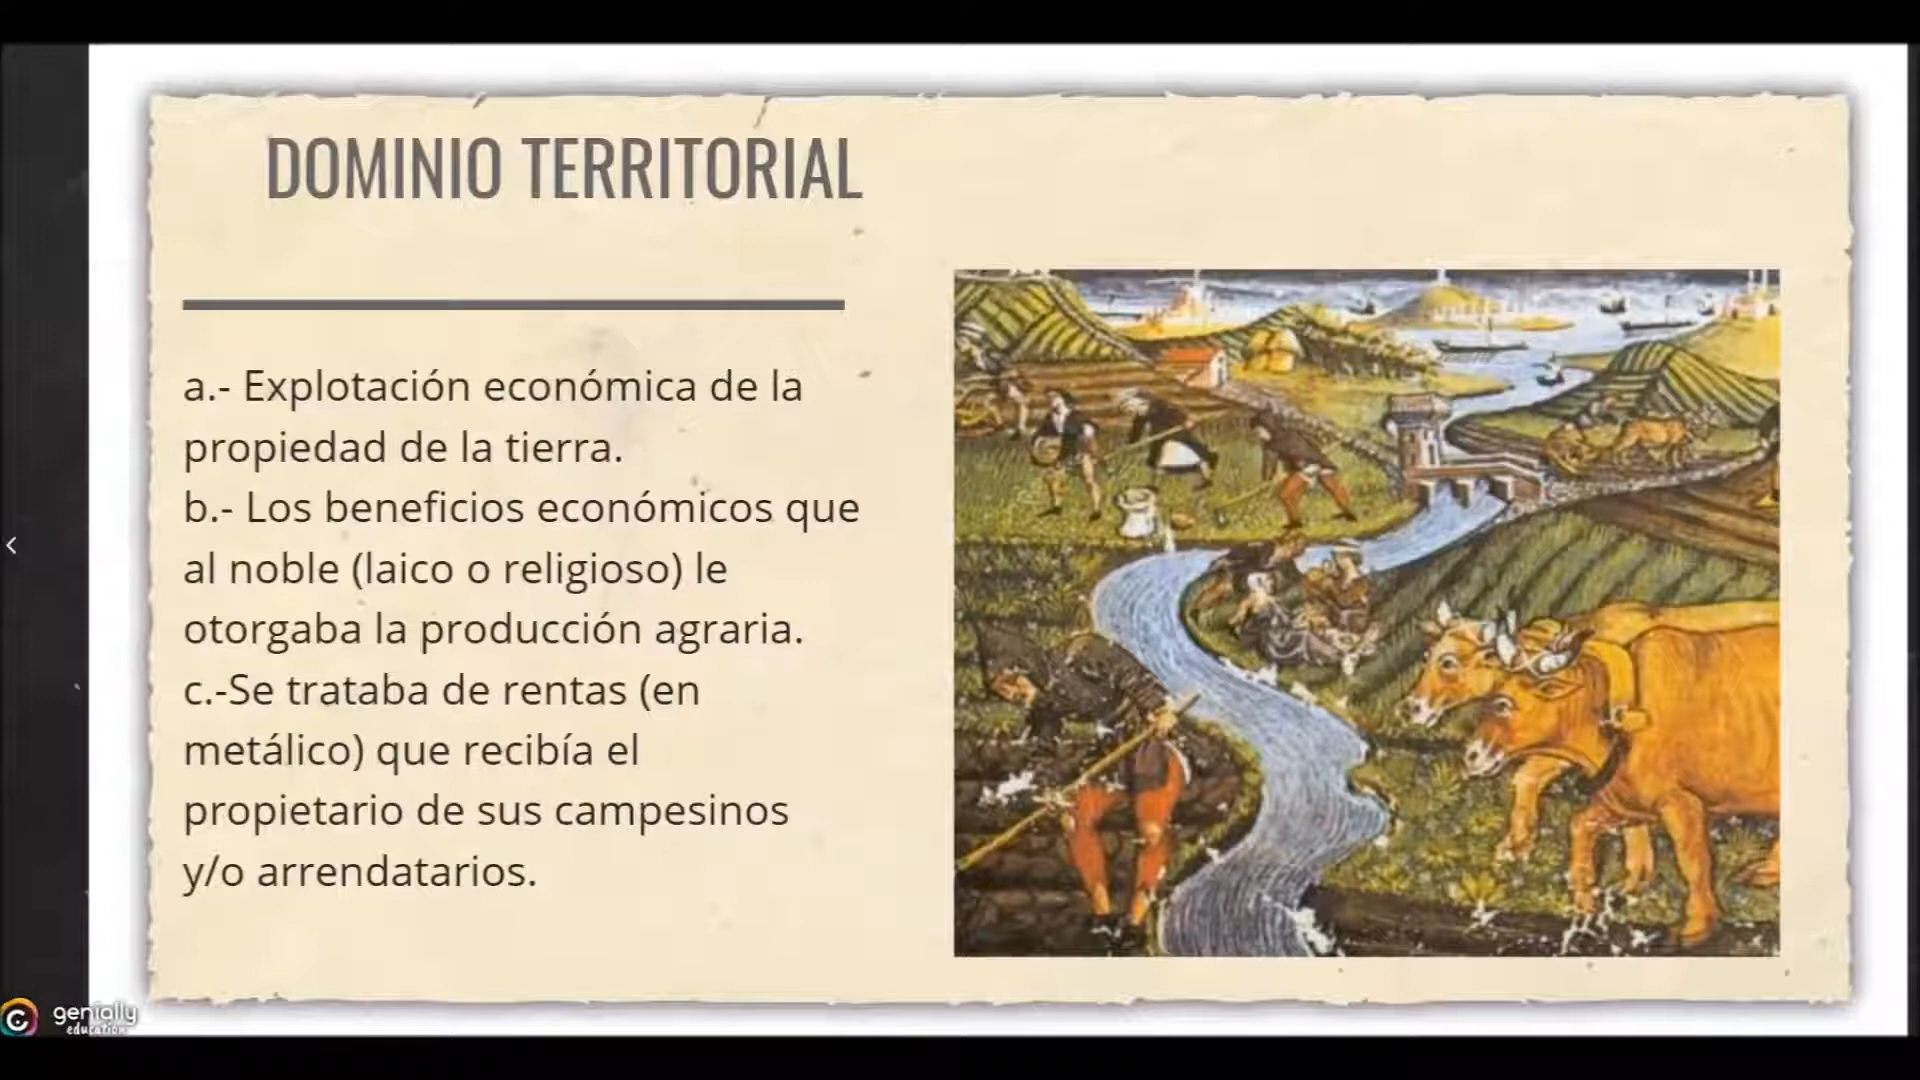 DOMINIO TERRITORIAL
a.- Explotación económica de la
propiedad de la tierra.
b.- Los beneficios económicos que
al noble (laico o religioso) le
otorgaba la producción agraria.
c.-Se trataba de rentas (en
metálico) que recibía el
propietario de sus campesinos
y/o arrendatarios.
genially
education